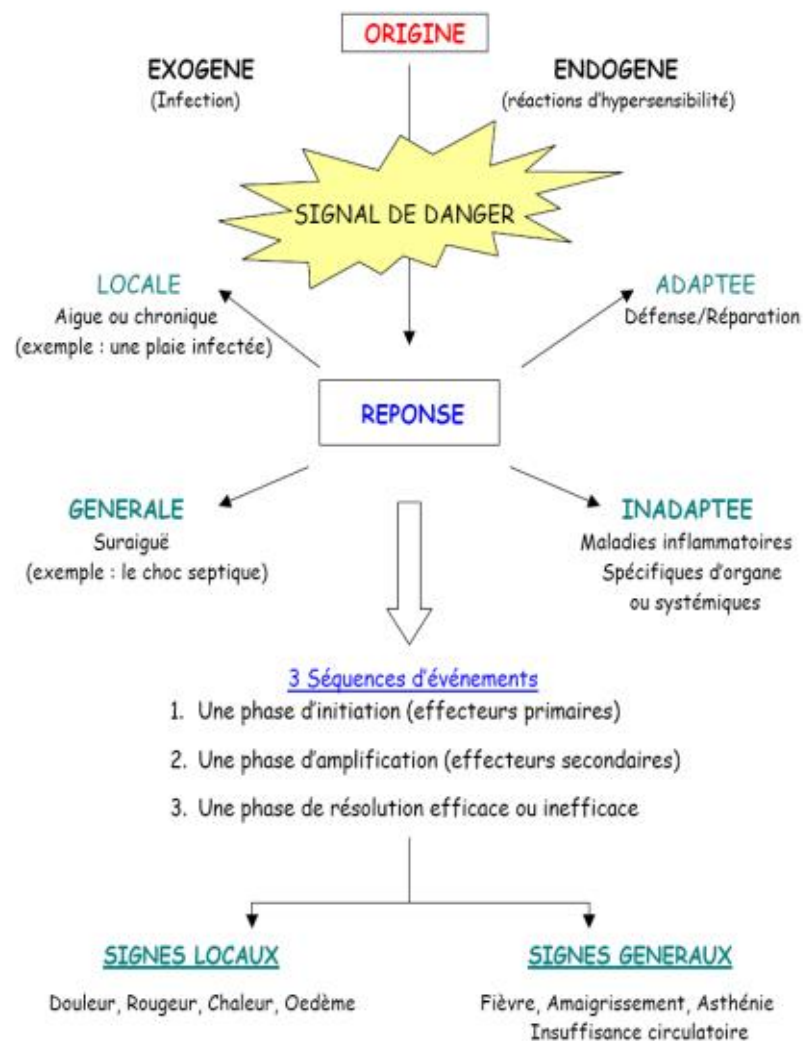 ORIGINE
EXOGENE
(Infection)
ENDOGENE
(réactions d'hypersensibilité)
SIGNAL DE DANGER
LOCALE
Aigue ou chronique
(exemple : une plaie infectée)
ADAPTEE
Défense/Réparation
REPONSE
GENERALE
Suraiguë
(exemple : le choc septique)
INADAPTEE
Maladies inflammatoires
Spécifiques d'organe
ou systémiques
3 Séquences d'événements
1. Une phase d'initiation (effecteurs primaires)
2. Une phase d'amplification (effecteurs secondaires)
3. Une phase de résolution efficace ou inefficace
SIGNES LOCAUX
Douleur, Rougeur, Chaleur, Oedème
SIGNES GENERAUX
Fièvre, Amaigrissement, Asthénie
Insuffisance circulatoire